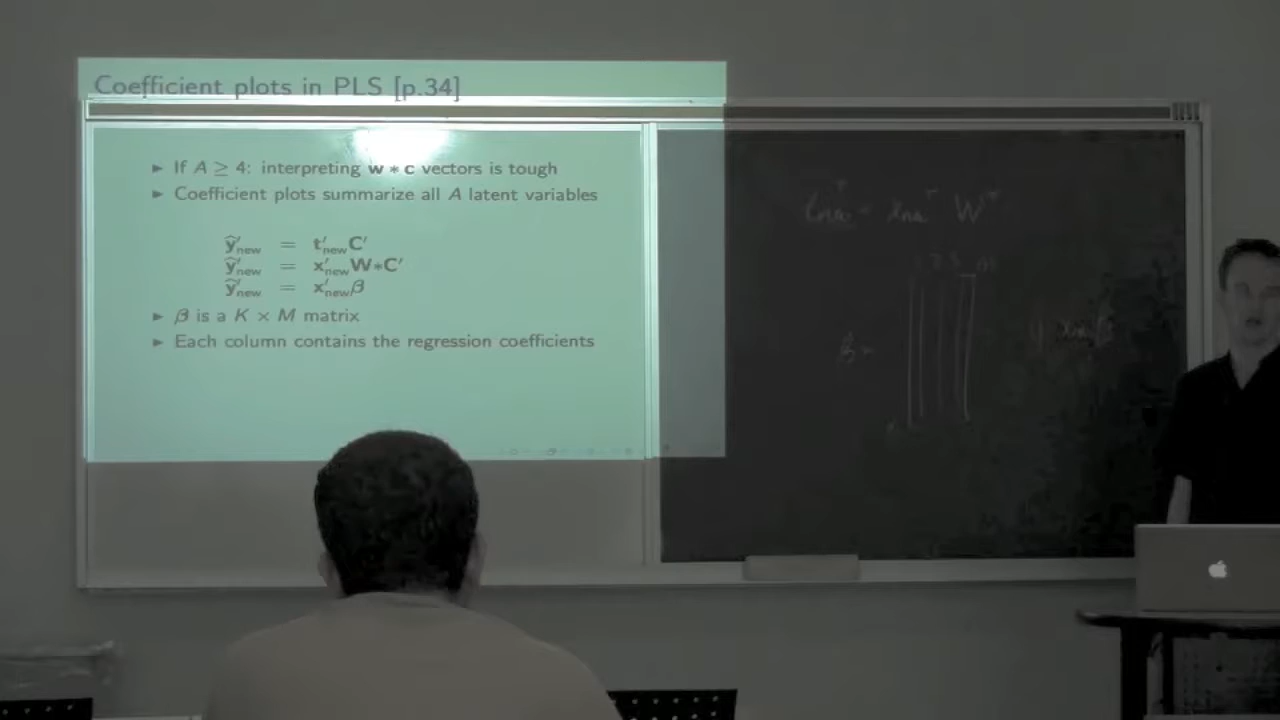 Coefficient plots in PLS [p.34]
► If A ≥ 4: interpreting w∗c vectors is tough
► Coefficient plots summarize all A latent variables
ŷ′new = t′newC′
ŷ′new = x′newW∗C′
ŷ′new = x′newβ
► β is a K × M matrix
► Each column contains the regression coefficients